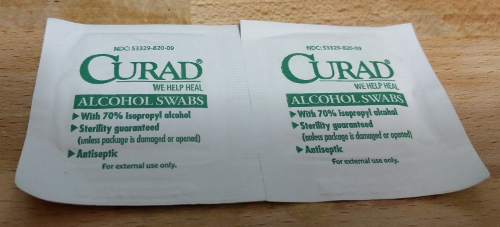 NDC: 53329-820-09
CURAD®
WE HELP HEAL
ALCOHOL SWABS
▶With 70% isopropyl alcohol
▶Sterility guaranteed
(unless package is damaged or opened)
▶Antiseptic
For external use only.
NDC: 53329-820-09
CURAD®
WE HELP HEAL
ALCOHOL SWABS
▶With 70% isopropyl alcohol
▶Sterility guaranteed
(unless package is damaged or opened)
▶Antiseptic
For external use only.